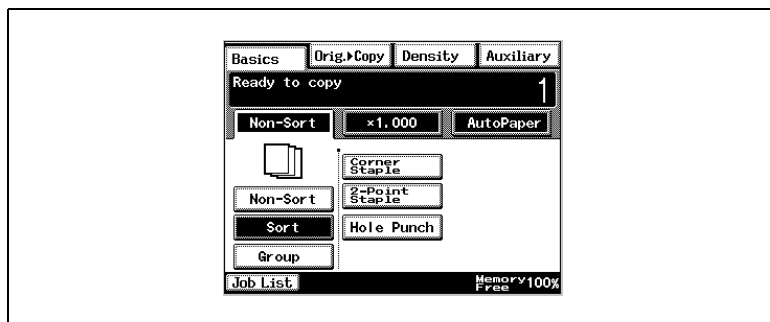 Basics Orig.▶Copy Density Auxiliary
Ready to copy 1
Non-Sort ×1.000 AutoPaper
Corner
Staple
Non-Sort
2-Point
Staple
Sort Hole Punch
Group
Job List Memory
Free 100%